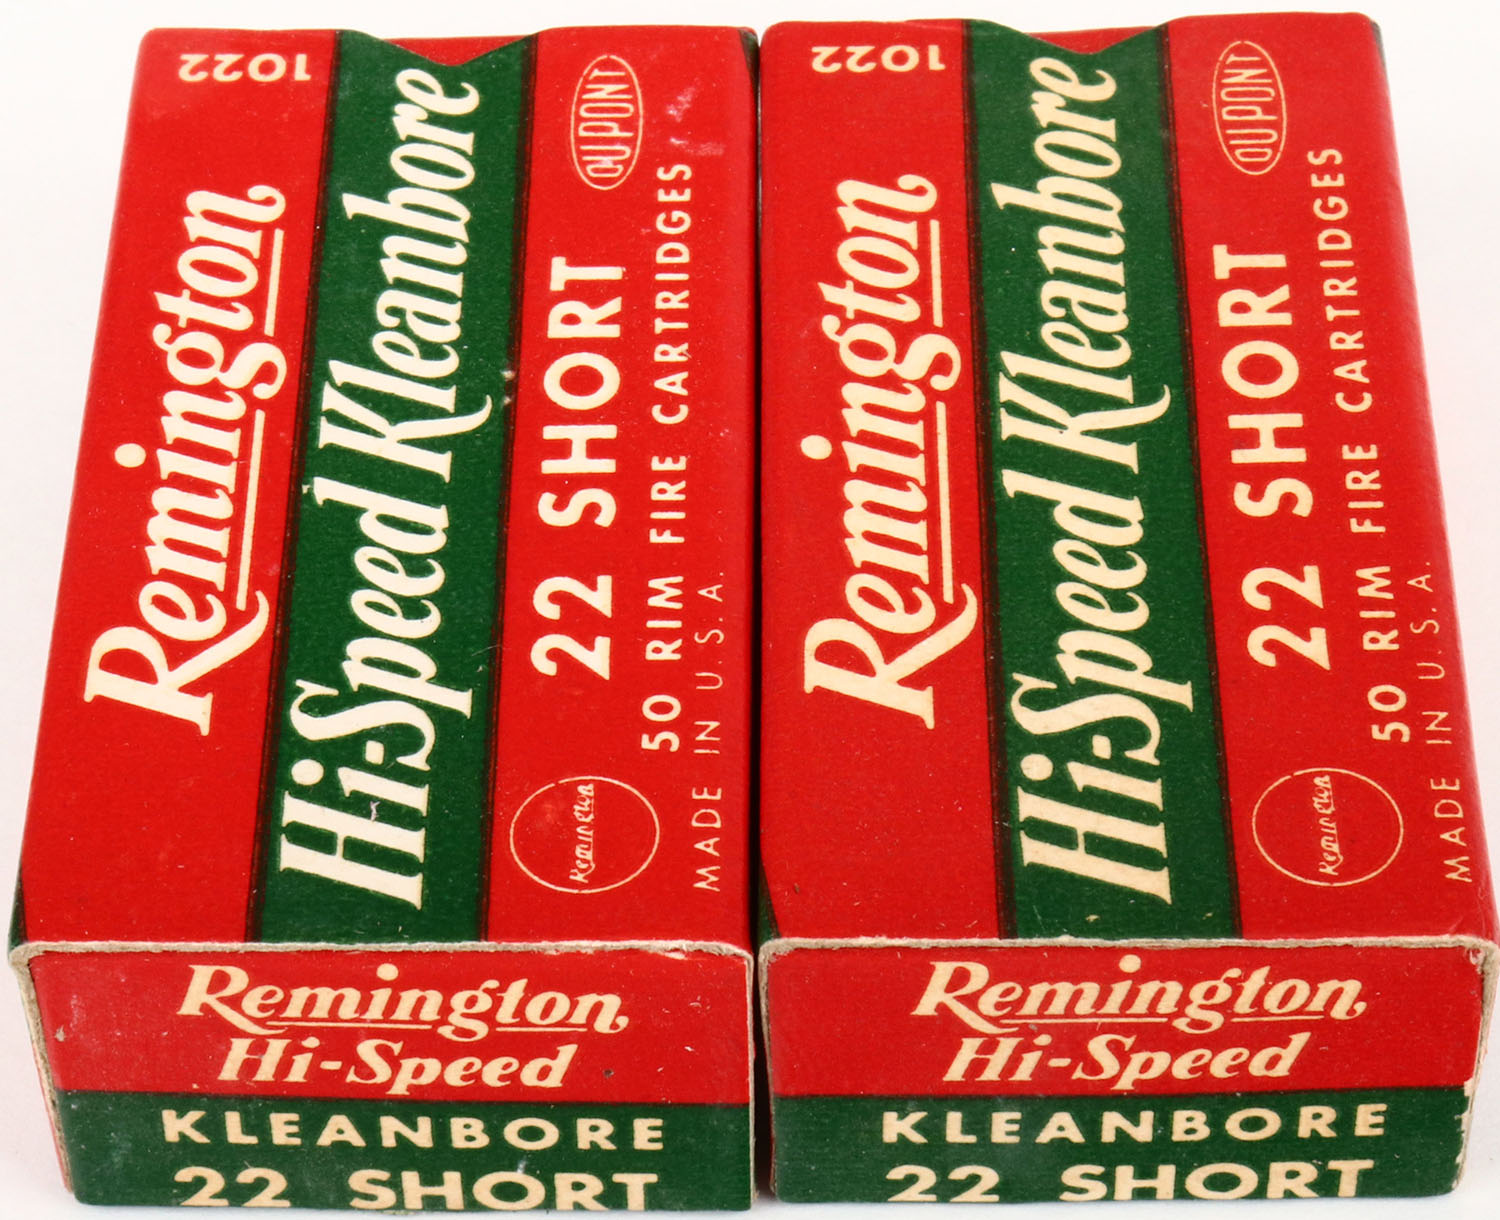 1022
Remington
Hi-Speed Kleanbore
22 SHORT
DUPONT
50 RIM FIRE CARTRIDGES
Remington
MADE IN U.S.A.
Remington
Hi-Speed
KLEANBORE
22 SHORT
1022
Remington
Hi-Speed Kleanbore
22 SHORT
DUPONT
50 RIM FIRE CARTRIDGES
Remington
MADE IN U.S.A.
Remington
Hi-Speed
KLEANBORE
22 SHORT